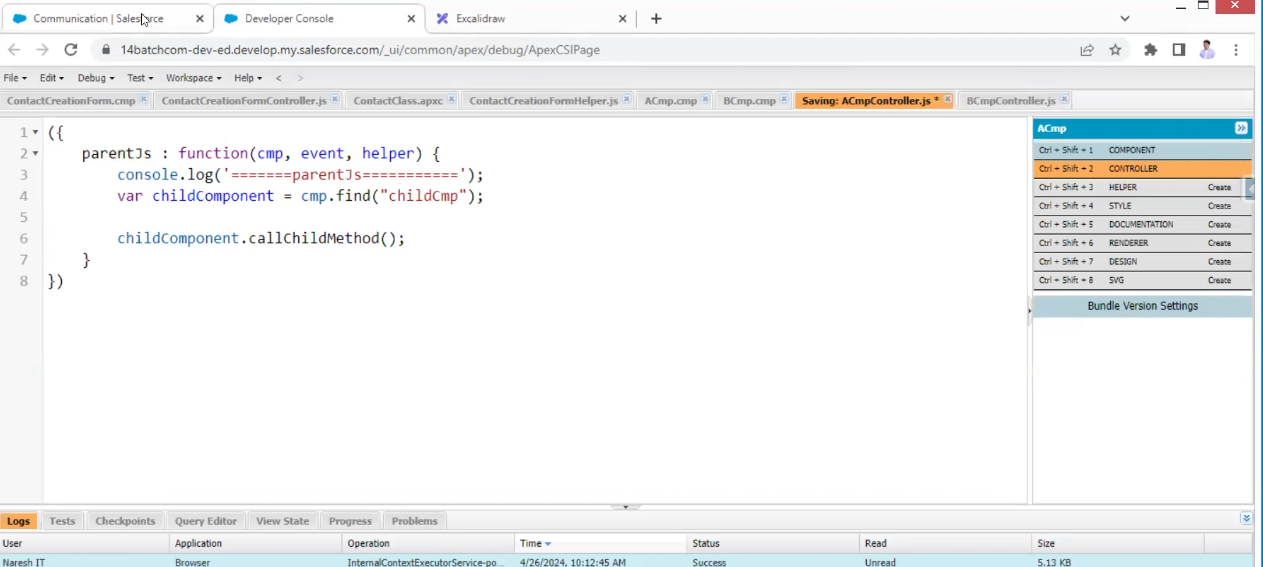 Communication | Salesforce
Developer Console
Excalidraw
14batchcom-dev-ed.develop.my.salesforce.com/_ui/common/apex/debug/ApexCSIPage
File Edit Debug Test Workspace Help < >
ContactCreationForm.cmp ContactCreationFormController.js ContactClass.apxc ContactCreationFormHelper.js ACmp.cmp BCmp.cmp Saving: ACmpController.js * BCmpController.js
1 ({
2 parentJs : function(cmp, event, helper) {
3 console.log('=======parentJs===========');
4 var childComponent = cmp.find("childCmp");
5
6 childComponent.callChildMethod();
7 }
8 })
ACmp
Ctrl + Shift + 1 COMPONENT
Ctrl + Shift + 2 CONTROLLER
Ctrl + Shift + 3 HELPER Create
Ctrl + Shift + 4 STYLE Create
Ctrl + Shift + 5 DOCUMENTATION Create
Ctrl + Shift + 6 RENDERER Create
Ctrl + Shift + 7 DESIGN Create
Ctrl + Shift + 8 SVG Create
Bundle Version Settings
Logs Tests Checkpoints Query Editor View State Progress Problems
User Application Operation Time Status Read Size
Naresh IT Browser InternalContextExecutorService-po... 4/26/2024, 10:12:45 AM Success Unread 5.13 KB